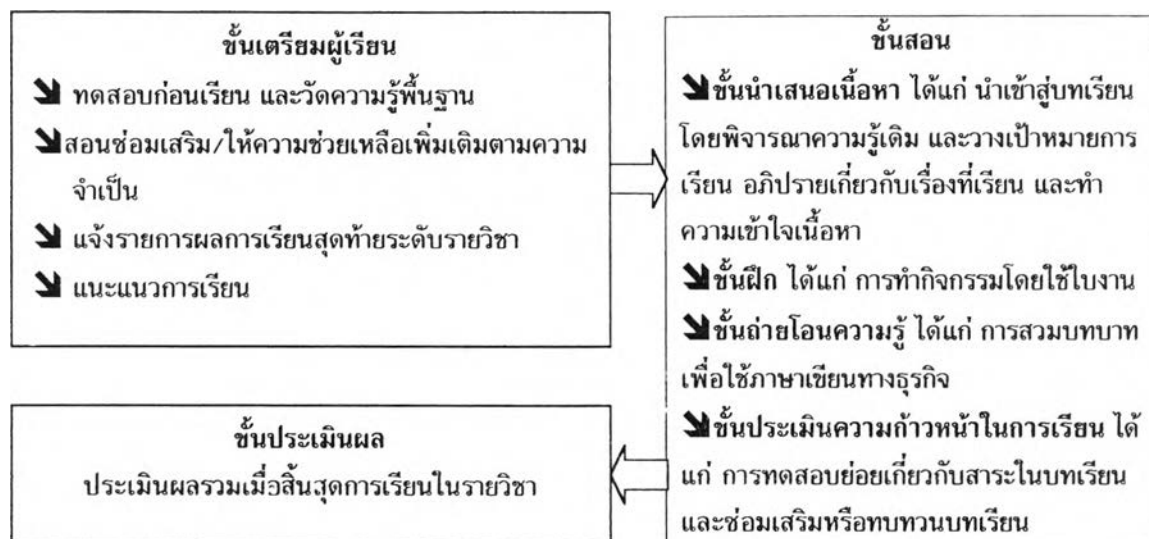 ขั้นเตรียมผู้เรียน
ทดสอบก่อนเรียน และวัดความรู้พื้นฐาน
สอนซ่อมเสริม/ให้ความช่วยเหลือเพิ่มเติมตามความ
จำเป็น
แจ้งรายการผลการเรียนสุดท้ายระดับรายวิชา
แนะแนวการเรียน
ขั้นสอน
ขั้นนำเสนอเนื้อหา ได้แก่ นำเข้าสู่บทเรียน
โดยพิจารณาความรู้เดิม และวางเป้าหมายการ
เรียน อภิปรายเกี่ยวกับเรื่องที่เรียน และทำ
ความเข้าใจเนื้อหา
ขั้นฝึก ได้แก่ การทำกิจกรรมโดยใช้ใบงาน
ขั้นถ่ายโอนความรู้ ได้แก่ การสวมบทบาท
เพื่อใช้ภาษาเขียนทางธุรกิจ
ขั้นประเมินความก้าวหน้าในการเรียน ได้
แก่ การทดสอบย่อยเกี่ยวกับสาระในบทเรียน
และซ่อมเสริมหรือทบทวนบทเรียน
ขั้นประเมินผล
ประเมินผลรวมเมื่อสิ้นสุดการเรียนในรายวิชา